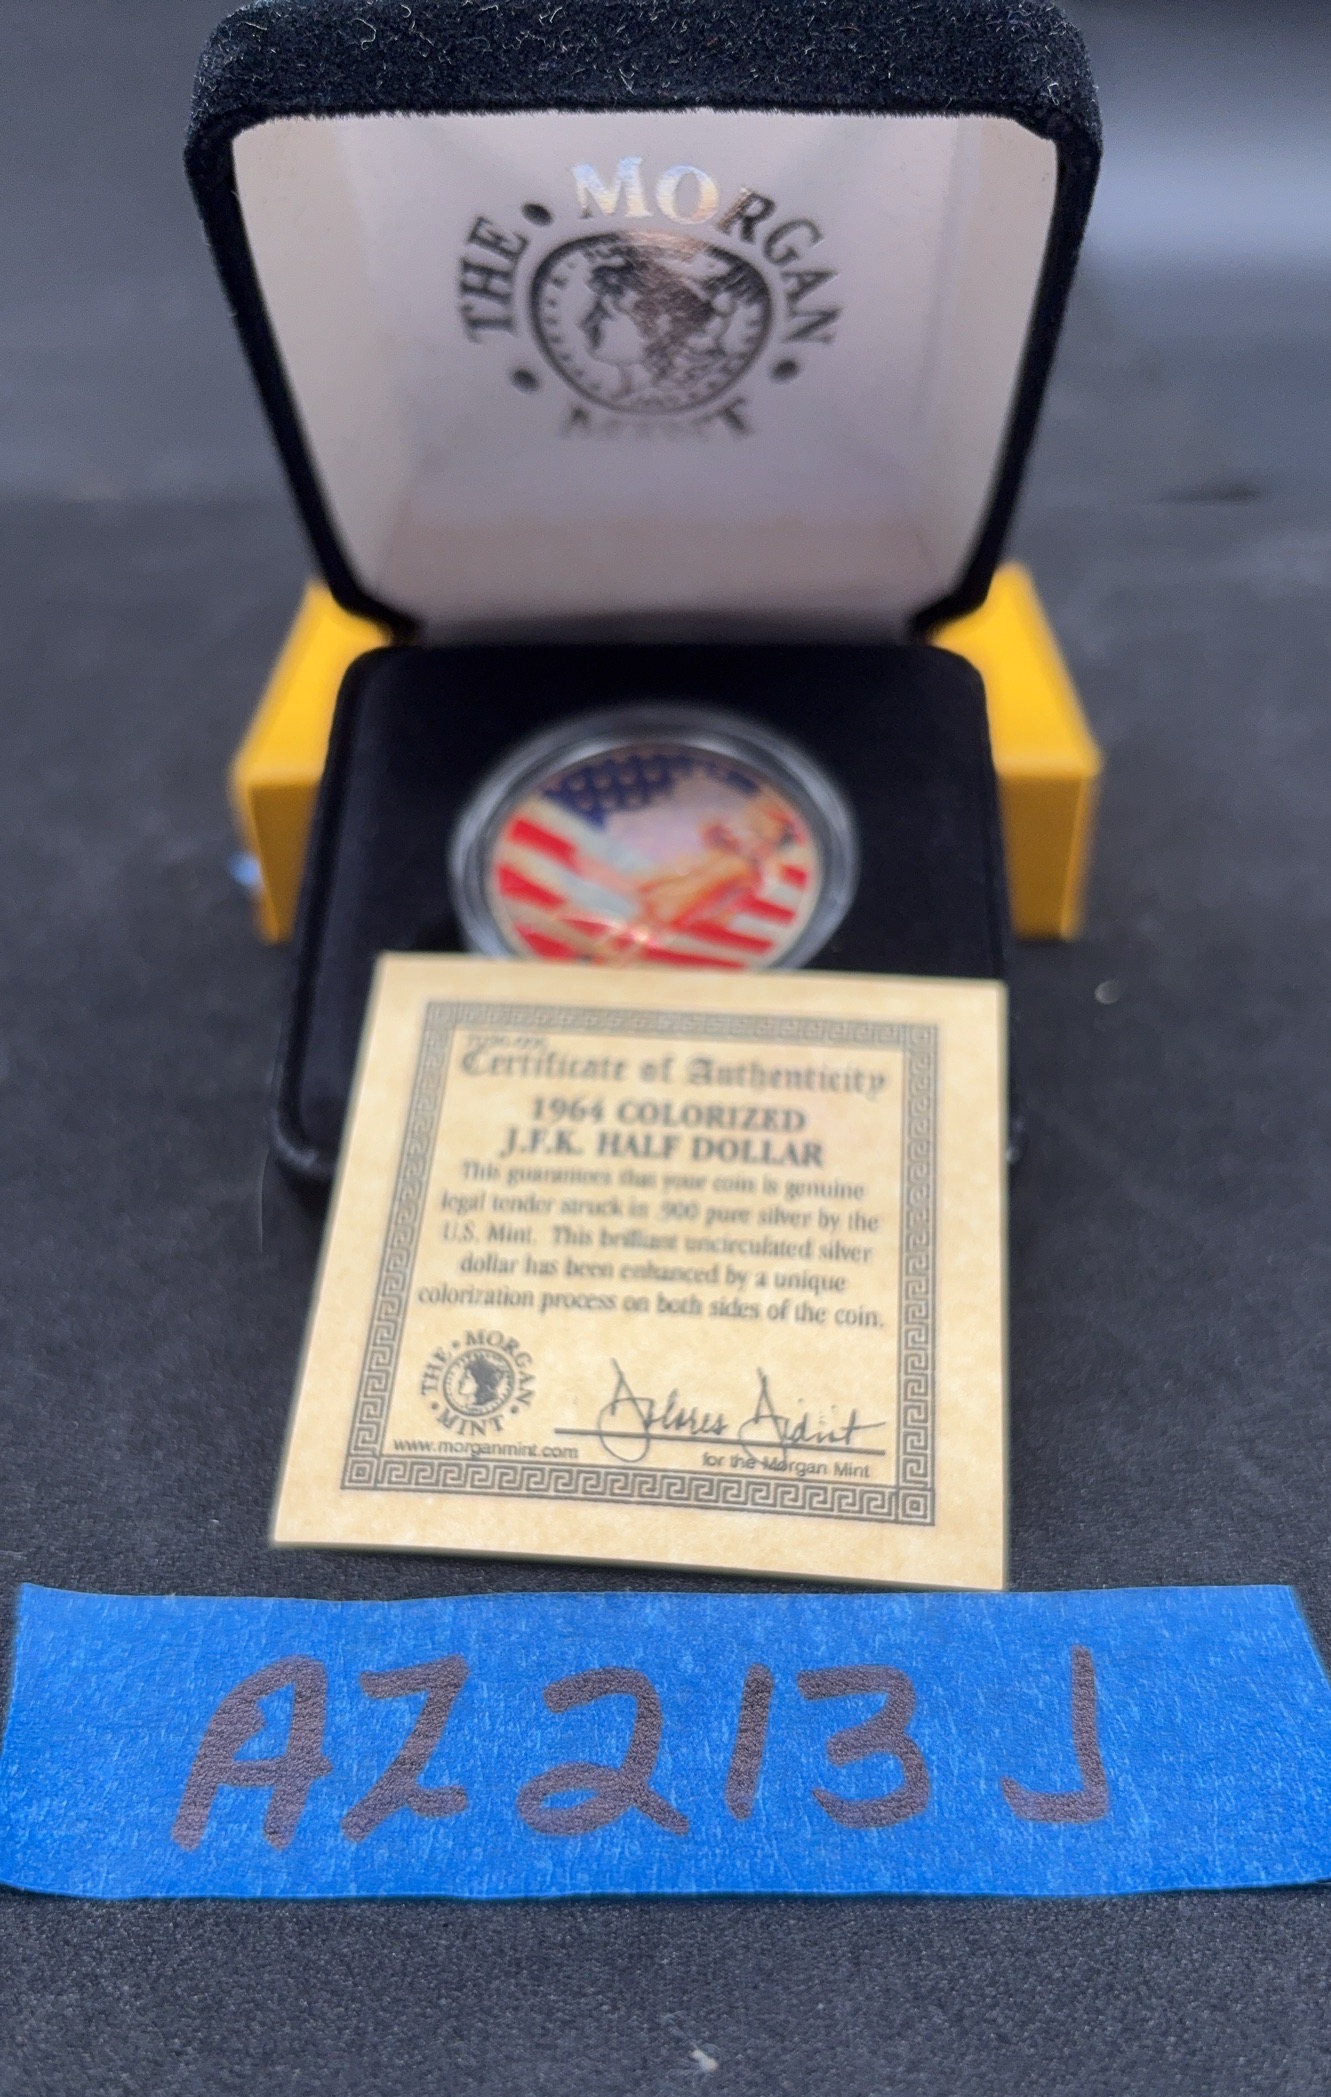 THE • MORGAN •
MINT
Certificate of Authenticity
1964 COLORIZED
J.F.K. HALF DOLLAR
This guarantees that your coin is genuine
legal tender struck in .900 pure silver by the
U.S. Mint. This brilliant uncirculated silver
dollar has been enhanced by a unique
colorization process on both sides of the coin.
THE • MORGAN •
MINT •
www.morganmint.com
for the Morgan Mint
AZ213J